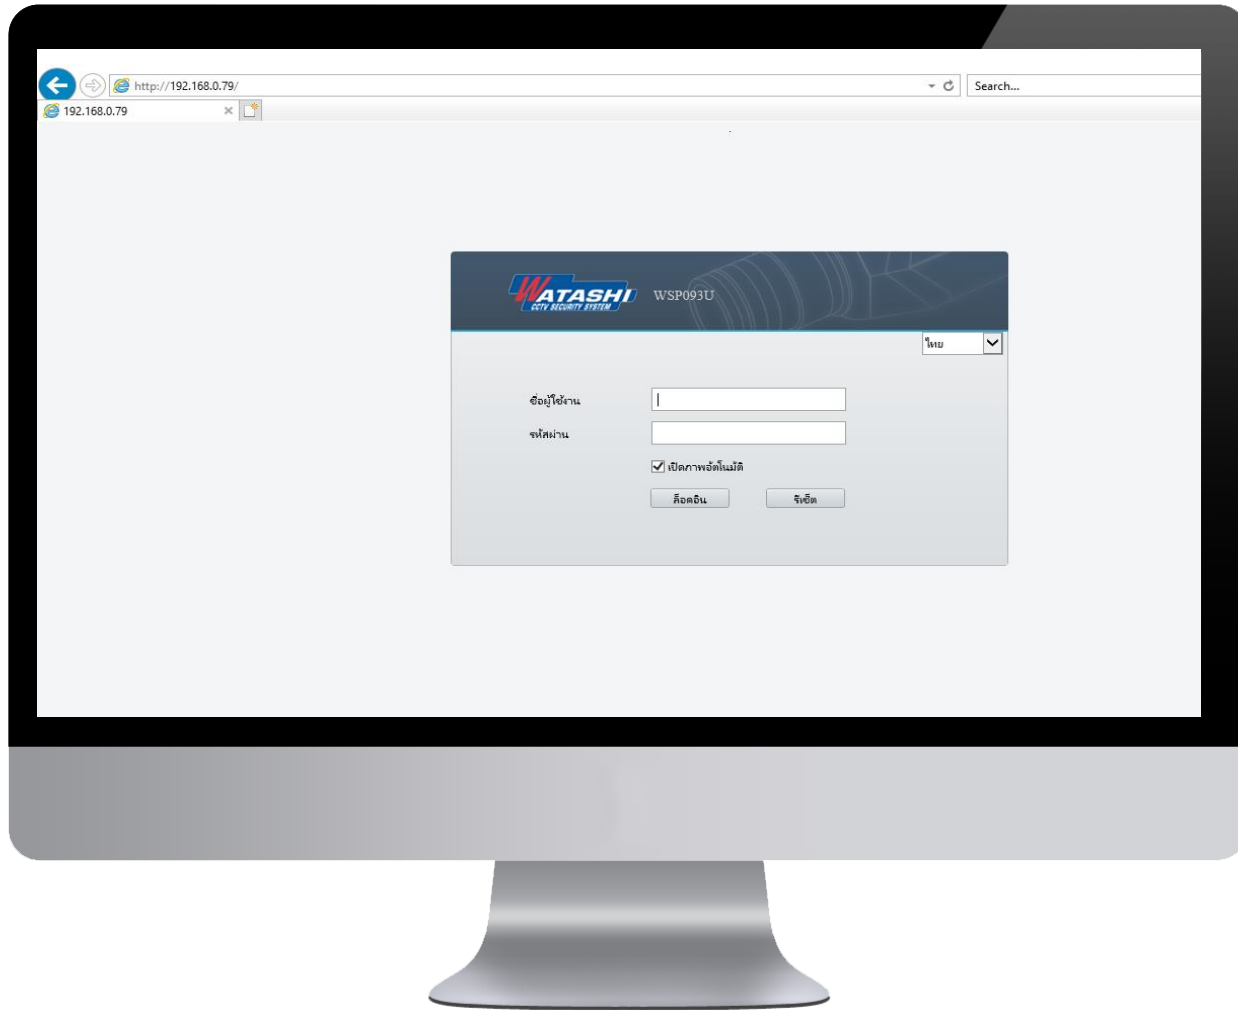 http://192.168.0.79/
Search...
192.168.0.79
WATASHI
CCTV SECURITY SYSTEM
WSP093U
ไทย
ชื่อผู้ใช้งาน
รหัสผ่าน
เปิดภาพอัตโนมัติ
ล็อคอิน
รีเซ็ต